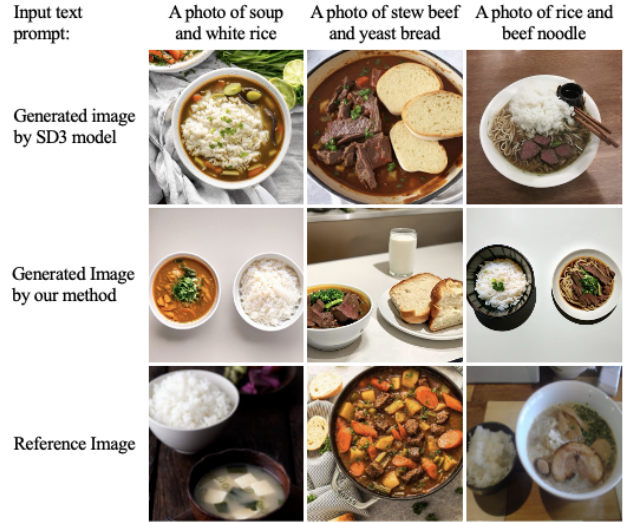 Input text
prompt:
A photo of soup
and white rice
A photo of stew beef
and yeast bread
A photo of rice and
beef noodle
Generated image
by SD3 model
Generated Image
by our method
Reference Image